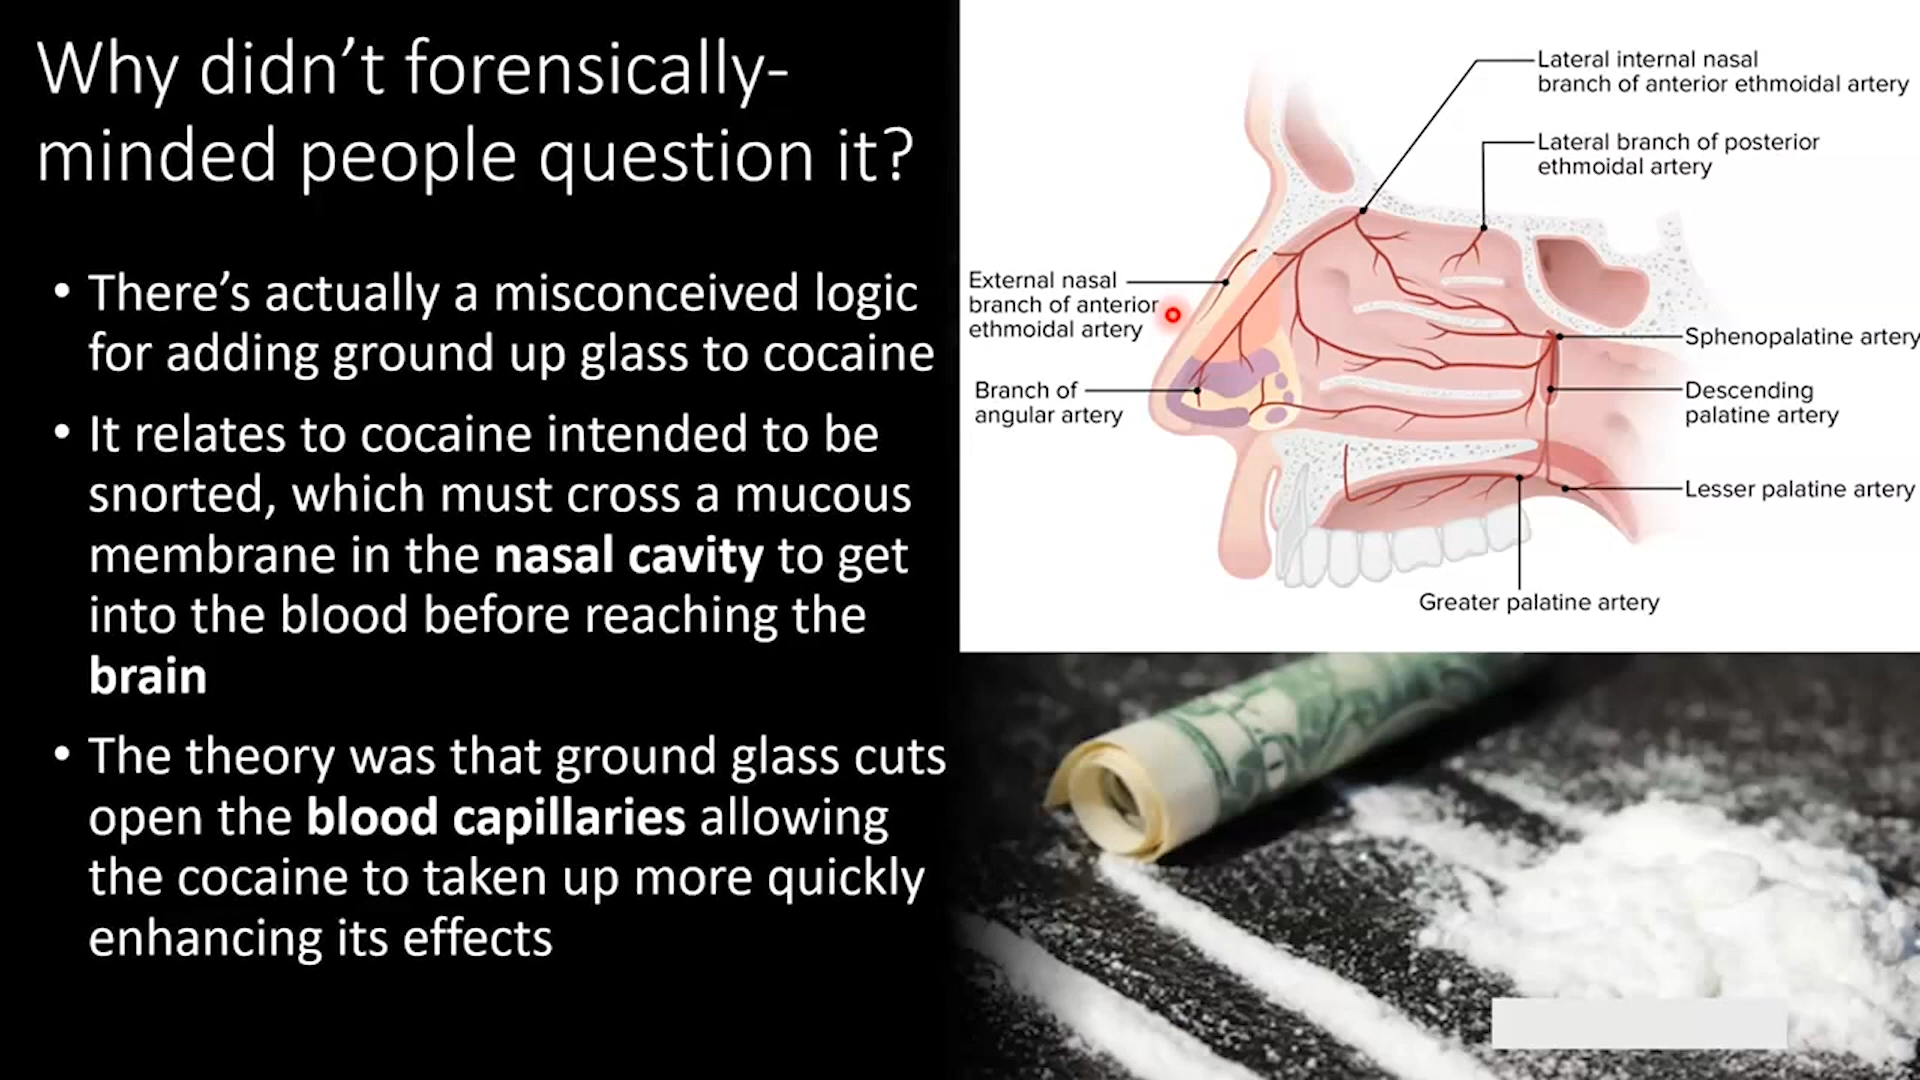 Why didn’t forensically-
minded people question it?
• There’s actually a misconceived logic
for adding ground up glass to cocaine
• It relates to cocaine intended to be
snorted, which must cross a mucous
membrane in the nasal cavity to get
into the blood before reaching the
brain
• The theory was that ground glass cuts
open the blood capillaries allowing
the cocaine to taken up more quickly
enhancing its effects
Lateral internal nasal
branch of anterior ethmoidal artery
Lateral branch of posterior
ethmoidal artery
External nasal
branch of anterior
ethmoidal artery
Branch of
angular artery
Sphenopalatine artery
Descending
palatine artery
Lesser palatine artery
Greater palatine artery